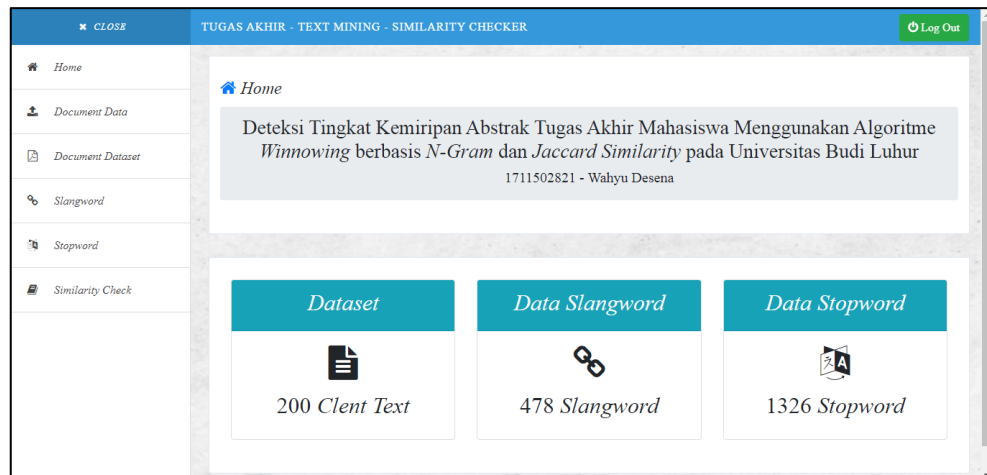 CLOSE
TUGAS AKHIR - TEXT MINING - SIMILARITY CHECKER
Log Out
Home
Document Data
Document Dataset
Slangword
Stopword
Similarity Check
Home
Deteksi Tingkat Kemiripan Abstrak Tugas Akhir Mahasiswa Menggunakan Algoritme
Winnowing berbasis N-Gram dan Jaccard Similarity pada Universitas Budi Luhur
1711502821 - Wahyu Desena
Dataset
200 Clent Text
Data Slangword
478 Slangword
Data Stopword
1326 Stopword